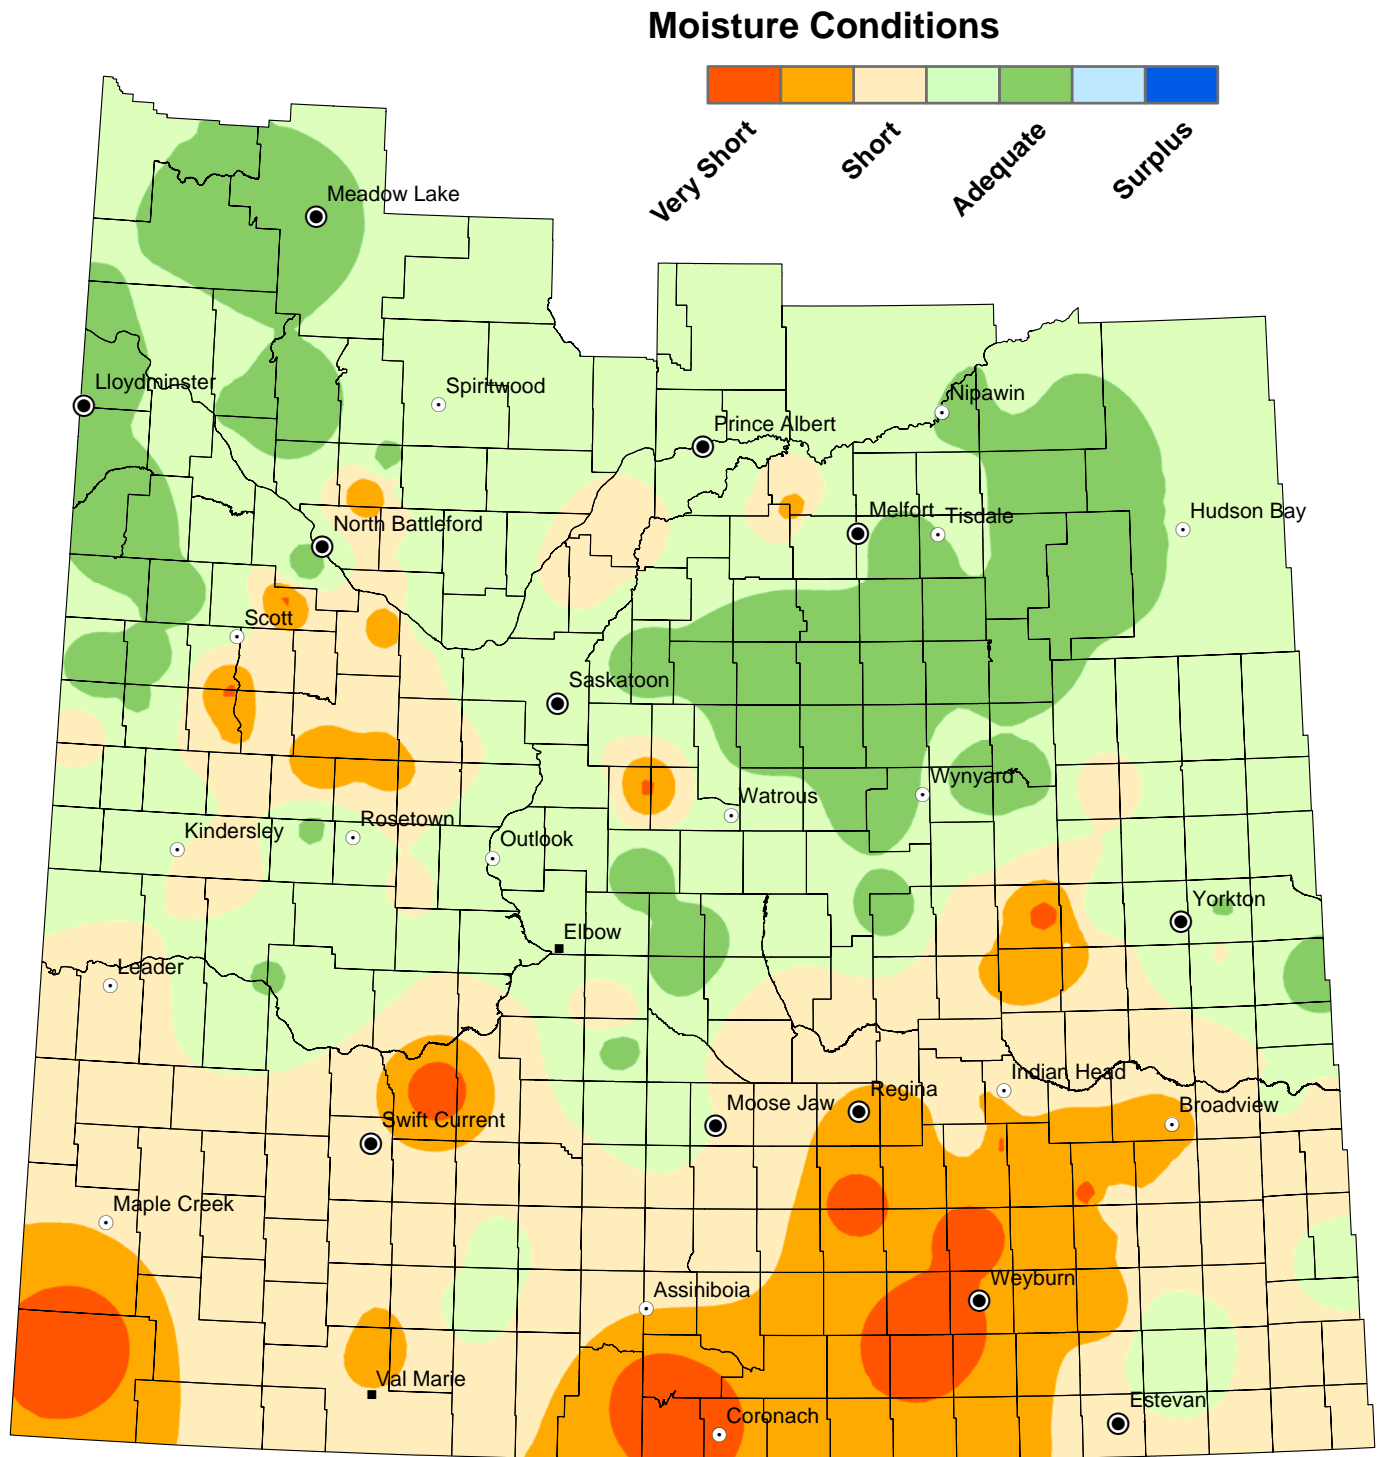 Moisture Conditions
Very Short
Short
Adequate
Surplus
Meadow Lake
Lloydminster
Spiritwood
Nipawin
Prince Albert
North Battleford
Melfort
Tisdale
Hudson Bay
Scott
Saskatoon
Wynyard
Watrous
Rosetown
Kindersley
Outlook
Yorkton
Elbow
Leader
Indian Head
Regina
Moose Jaw
Broadview
Swift Current
Maple Creek
Weyburn
Assiniboia
Val Marie
Estevan
Coronach